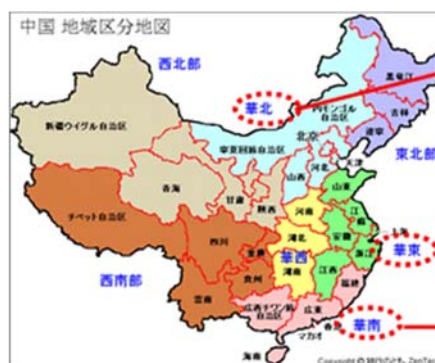 中国 地域区分地図
西北部
華北
黒竜江
内モンゴル
自治区
吉林
新疆ウイグル自治区
北京
遼寧
東北部
寧夏回族自治区
天津
河北
山西
山東
青海
甘粛
陜西
河南
江蘇
チベット自治区
上海
四川
湖北
安徽
重慶
華西
浙江
華東
西南部
湖南
江西
貴州
福建
雲南
広西チワン族
自治区
広東
香港
華南
マカオ
海南
Copyright ©